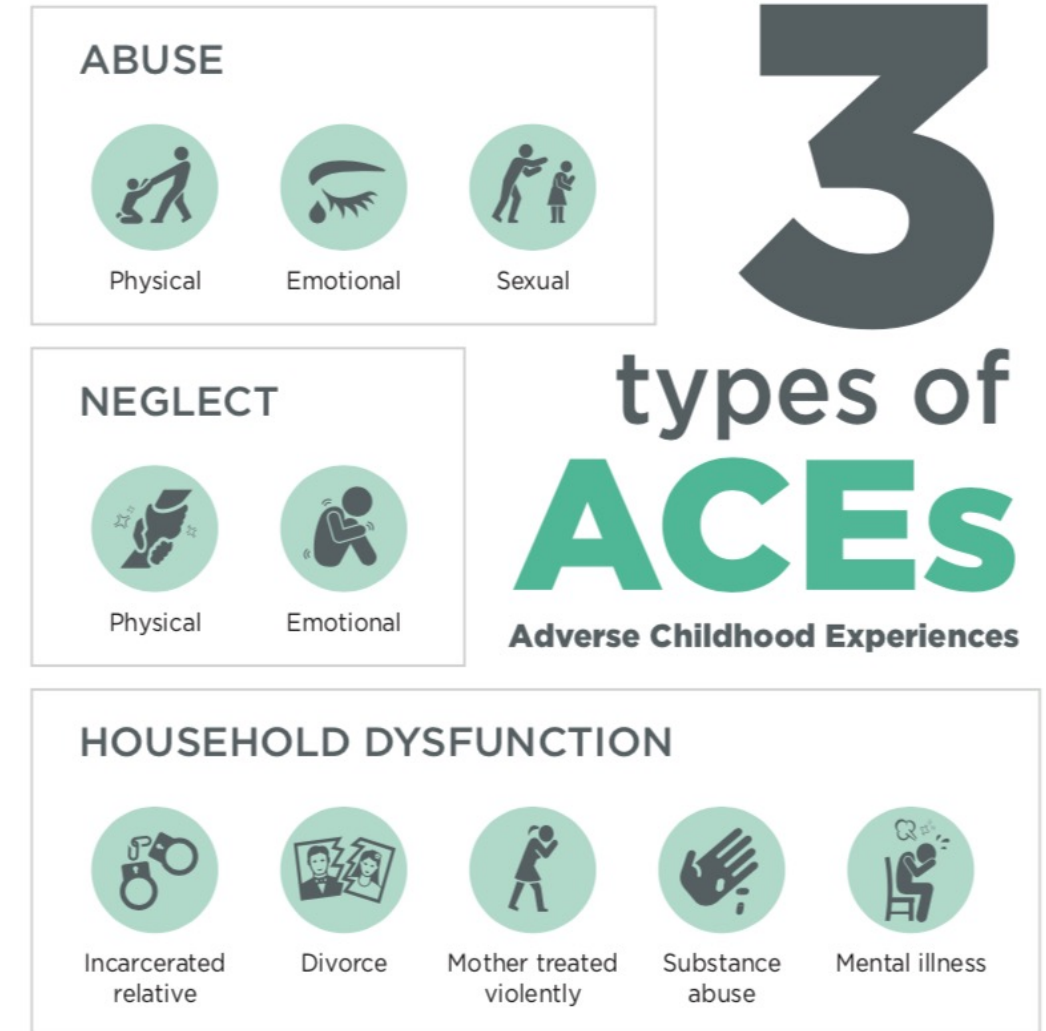 ABUSE
Physical
Emotional
Sexual
3
types of
ACEs
Adverse Childhood Experiences
NEGLECT
Physical
Emotional
HOUSEHOLD DYSFUNCTION
Incarcerated
relative
Divorce
Mother treated
violently
Substance
abuse
Mental illness